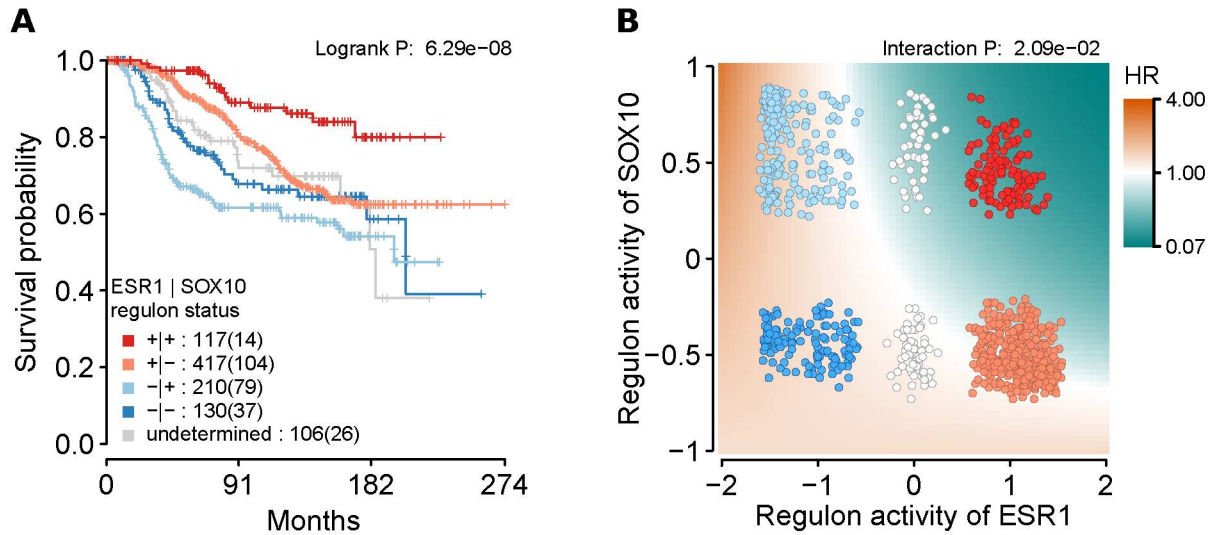 A
Logrank P: 6.29e−08
1.0
0.8
0.6
0.4
0.2
0.0
Survival probability
ESR1 | SOX10
regulon status
+|+ : 117(14)
+|− : 417(104)
−|+ : 210(79)
−|− : 130(37)
undetermined : 106(26)
0 91 182 274
Months
B
Interaction P: 2.09e−02
1
0.5
0
−0.5
−1
Regulon activity of SOX10
−2 −1 0 1 2
Regulon activity of ESR1
HR
4.00
1.00
0.07